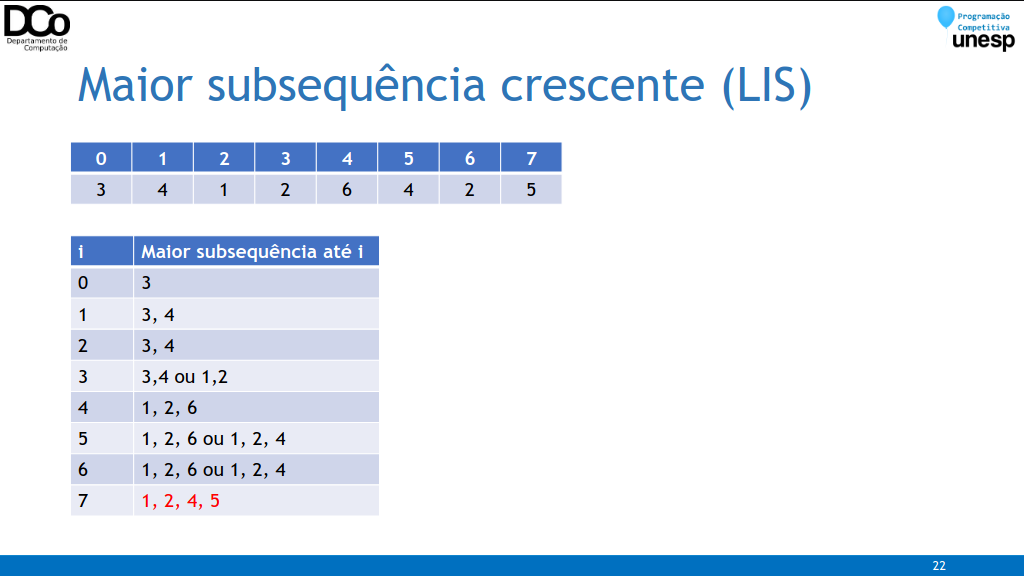 DCo
Departamento de
Computação
Programação
Competitiva
unesp
Maior subsequência crescente (LIS)
0 1 2 3 4 5 6 7
3 4 1 2 6 4 2 5
i Maior subsequência até i
0 3
1 3, 4
2 3, 4
3 3,4 ou 1,2
4 1, 2, 6
5 1, 2, 6 ou 1, 2, 4
6 1, 2, 6 ou 1, 2, 4
7 1, 2, 4, 5
22